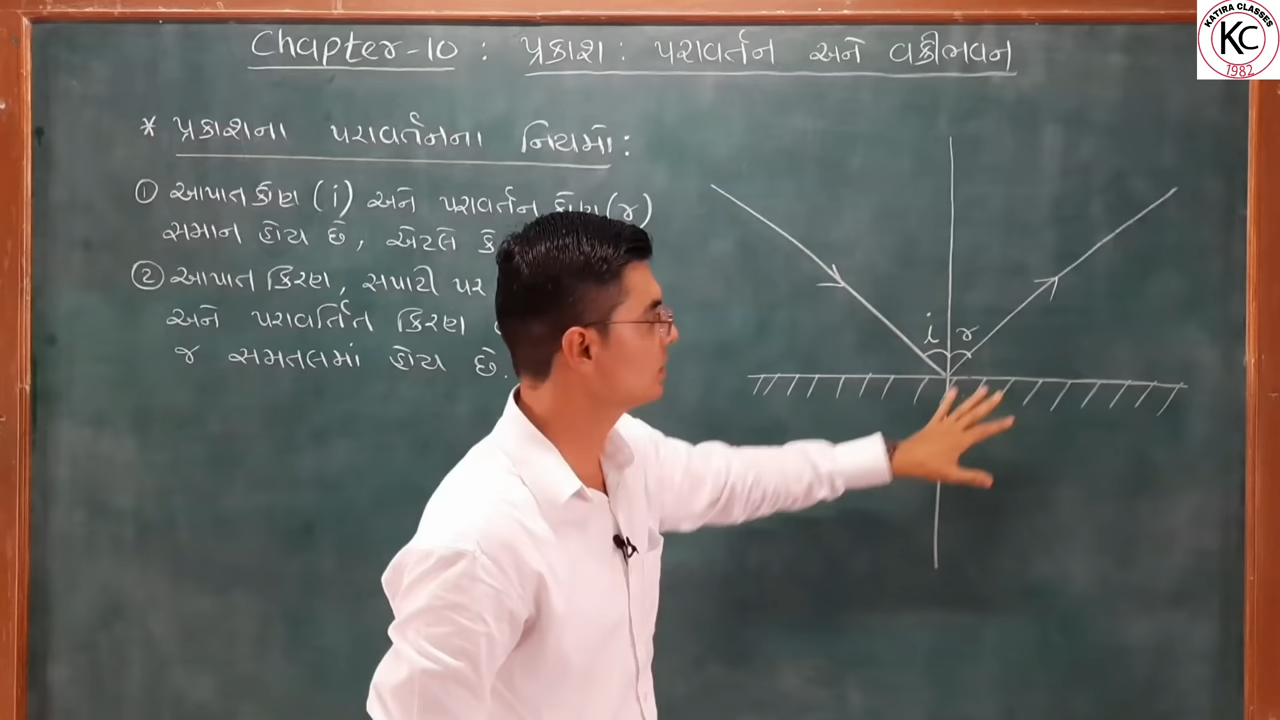 Chapter-10 : પ્રકાશ : પરાવર્તન અને વક્રીભવન
* પ્રકાશના પરાવર્તનના નિયમો :
① આપાતકોણ (i) અને પરાવર્તન કોણ (r)
સમાન હોય છે, એટલે કે
② આપાત કિરણ, સપાટી પર
અને પરાવર્તિત કિરણ
જ સમતલમાં હોય છે.
i r
KATIRA CLASSES
KC
1982